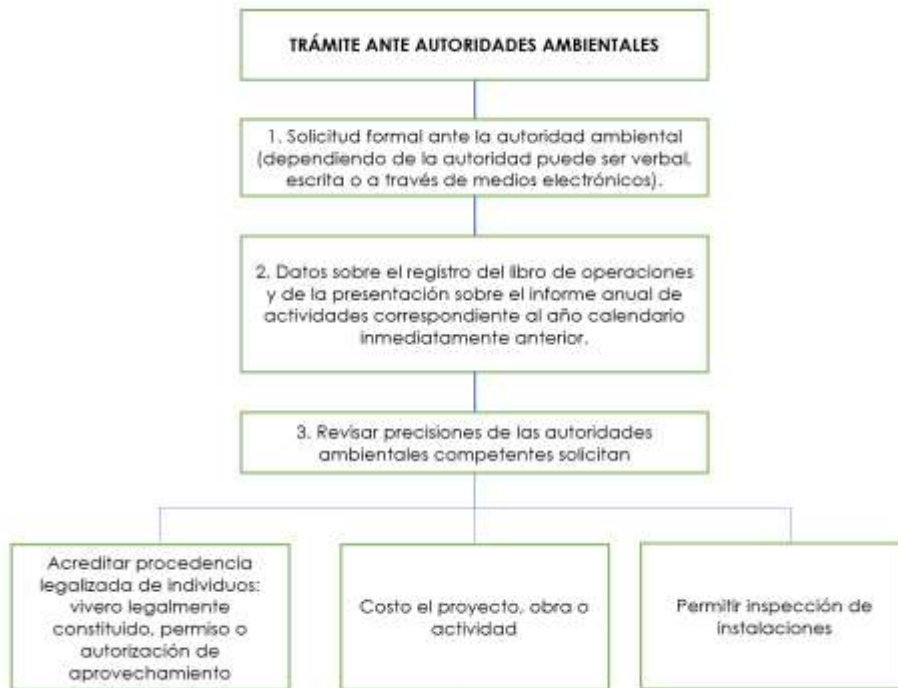 TRÁMITE ANTE AUTORIDADES AMBIENTALES
1. Solicitud formal ante la autoridad ambiental
(dependiendo de la autoridad puede ser verbal,
escrita o a través de medios electrónicos).
2. Datos sobre el registro del libro de operaciones
y de la presentación sobre el informe anual de
actividades correspondiente al año calendario
inmediatamente anterior.
3. Revisar precisiones de las autoridades
ambientales competentes solicitan
Acreditar procedencia
legalizada de individuos:
vivero legalmente
constituido, permiso o
autorización de
aprovechamiento
Costo el proyecto, obra o
actividad
Permitir inspección de
instalaciones